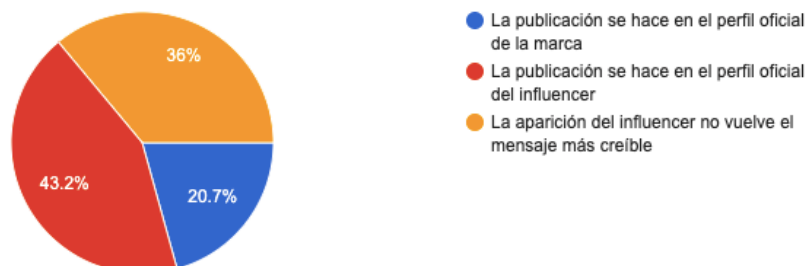 36%
43.2%
20.7%
La publicación se hace en el perfil oficial
de la marca
La publicación se hace en el perfil oficial
del influencer
La aparición del influencer no vuelve el
mensaje más creíble